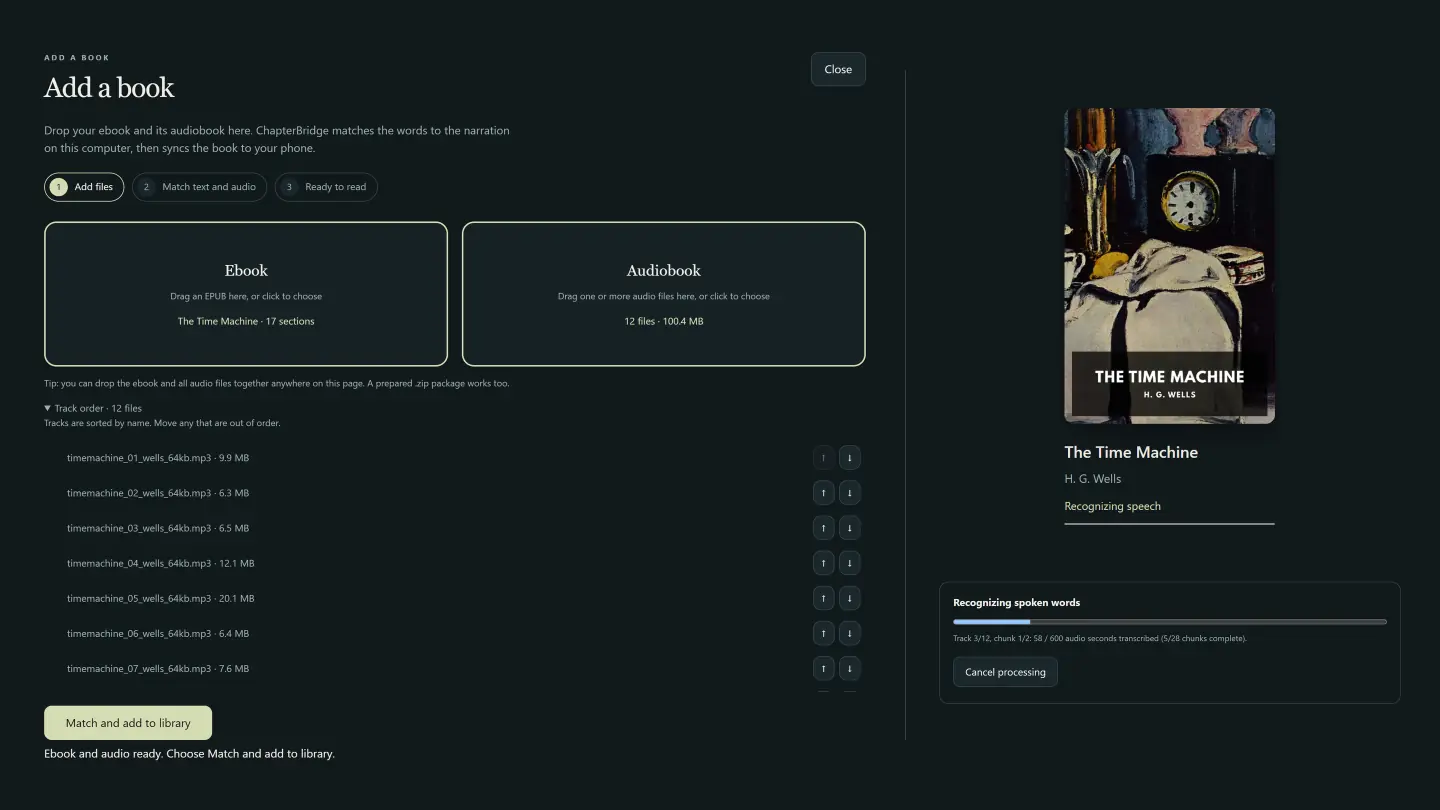 ADD A BOOK
Add a book
Close
Drop your ebook and its audiobook here. ChapterBridge matches the words to the narration
on this computer, then syncs the book to your phone.
1 Add files
2 Match text and audio
3 Ready to read
Ebook
Drag an EPUB here, or click to choose
The Time Machine · 17 sections
Audiobook
Drag one or more audio files here, or click to choose
12 files · 100.4 MB
Tip: you can drop the ebook and all audio files together anywhere on this page. A prepared .zip package works too.
▼ Track order · 12 files
Tracks are sorted by name. Move any that are out of order.
timemachine_01_wells_64kb.mp3 · 9.9 MB ↑ ↓
timemachine_02_wells_64kb.mp3 · 6.3 MB ↑ ↓
timemachine_03_wells_64kb.mp3 · 6.5 MB ↑ ↓
timemachine_04_wells_64kb.mp3 · 12.1 MB ↑ ↓
timemachine_05_wells_64kb.mp3 · 20.1 MB ↑ ↓
timemachine_06_wells_64kb.mp3 · 6.4 MB ↑ ↓
timemachine_07_wells_64kb.mp3 · 7.6 MB ↑ ↓
Match and add to library
Ebook and audio ready. Choose Match and add to library.
THE TIME MACHINE
H. G. WELLS
The Time Machine
H. G. Wells
Recognizing speech
Recognizing spoken words
Track 3/12, chunk 1/2: 58 / 600 audio seconds transcribed (5/28 chunks complete).
Cancel processing